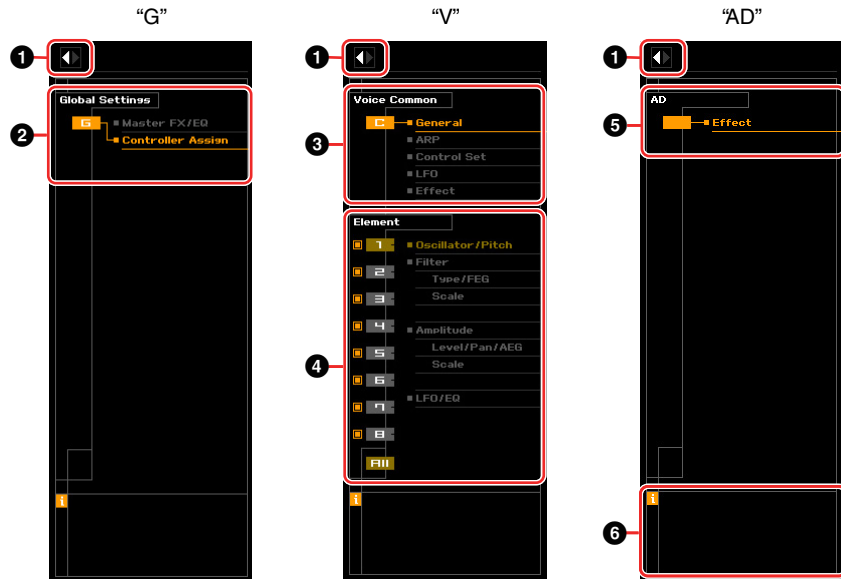 “G”
1
Global Settings
2
G
Master FX/EQ
Controller Assign
i
“V”
1
Voice Common
3
C
General
ARP
Control Set
LFO
Effect
Element
4
1
2
3
4
5
6
7
8
All
Oscillator/Pitch
Filter
Type/FEG
Scale
Amplitude
Level/Pan/AEG
Scale
LFO/EQ
i
“AD”
1
AD
5
Effect
i
6